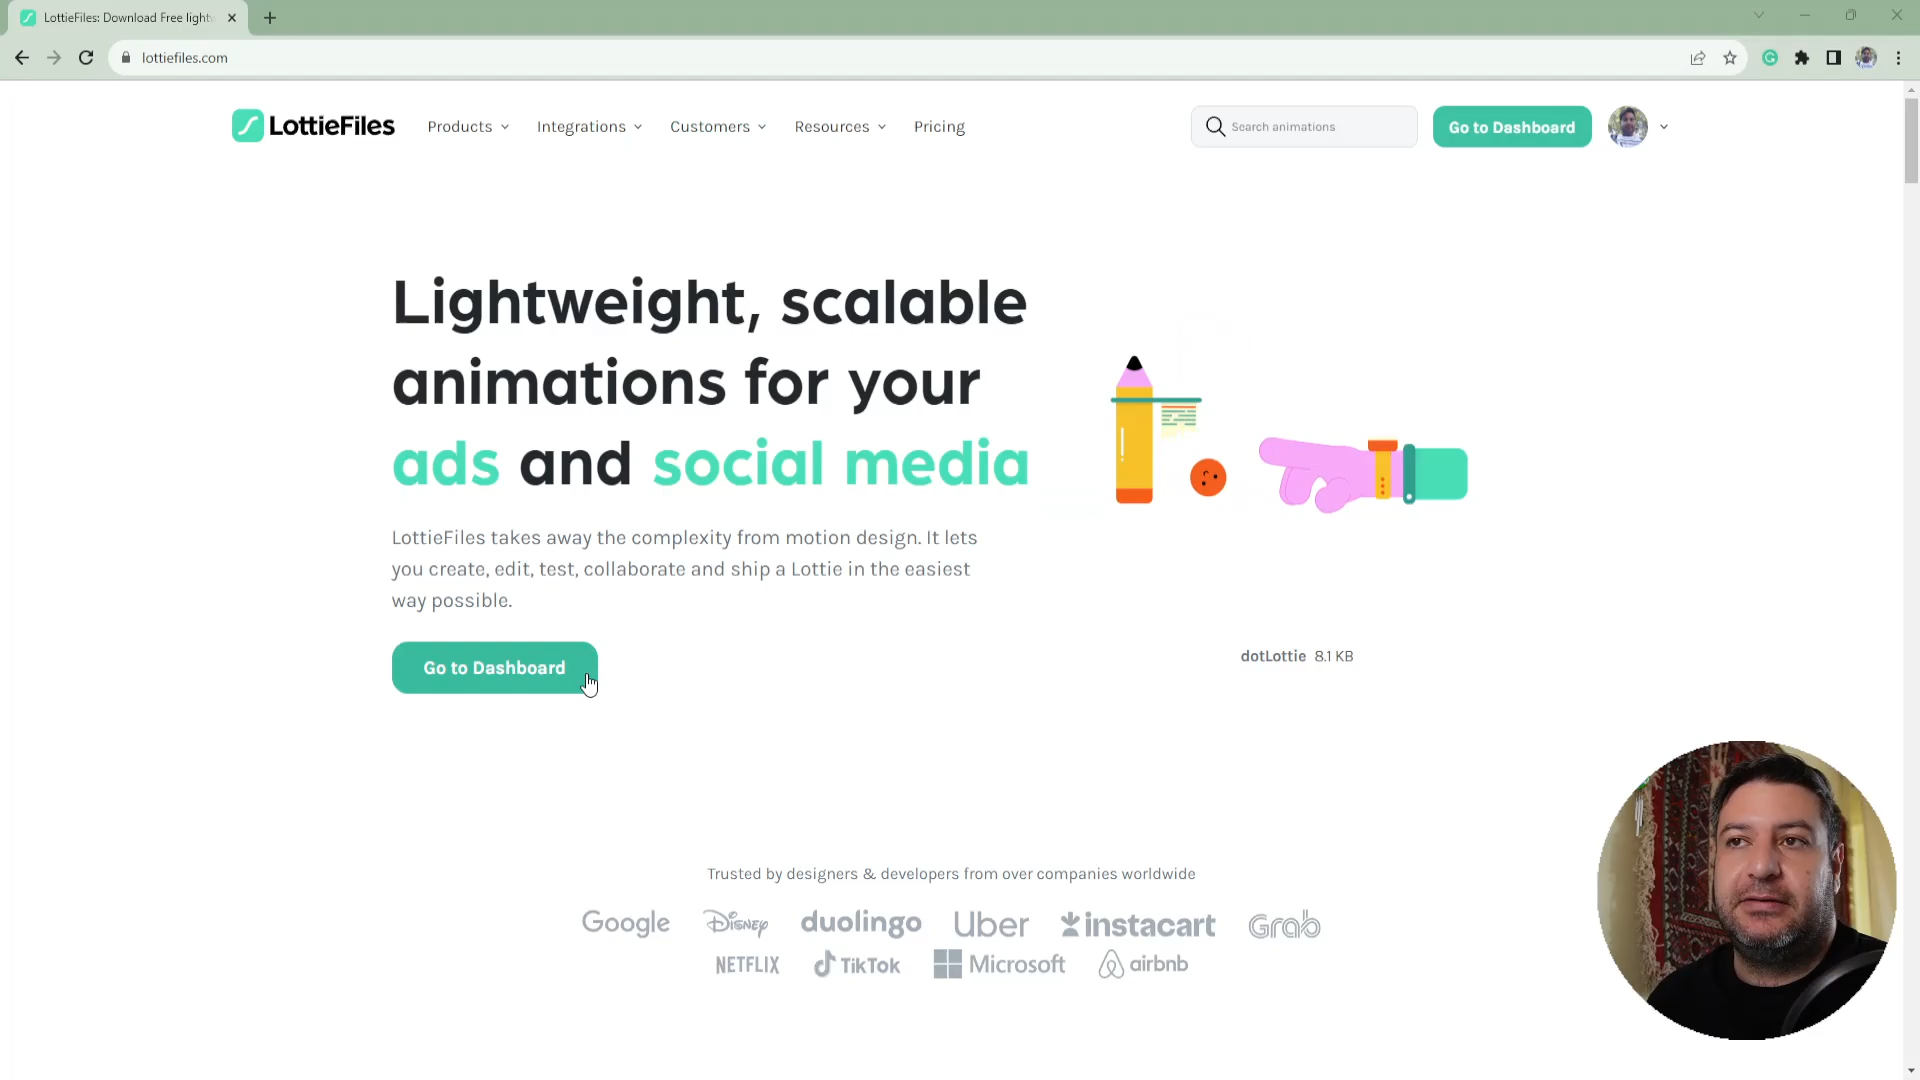 LottieFiles: Download Free light
lottiefiles.com
LottieFiles
Products
Integrations
Customers
Resources
Pricing
Search animations
Go to Dashboard
Lightweight, scalable
animations for your
ads and social media
LottieFiles takes away the complexity from motion design. It lets
you create, edit, test, collaborate and ship a Lottie in the easiest
way possible.
Go to Dashboard
dotLottie 8.1 KB
Trusted by designers & developers from over companies worldwide
Google Disney duolingo Uber instacart Grab
NETFLIX TikTok Microsoft airbnb